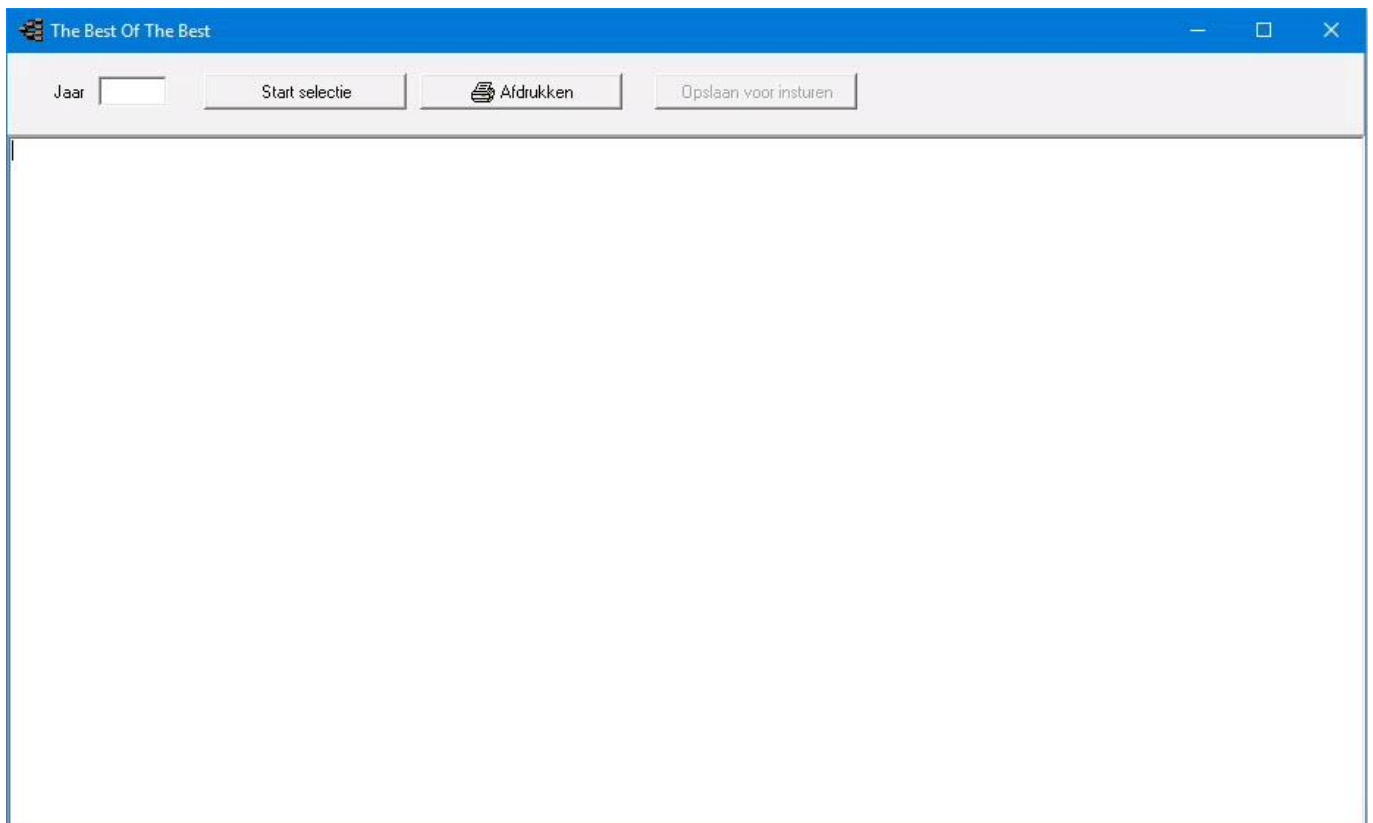 The Best Of The Best
Jaar Start selectie Afdrukken Opslaan voor insturen